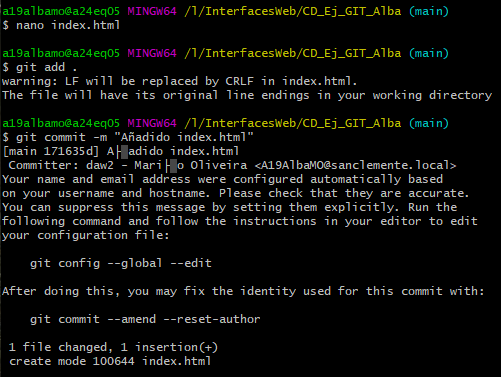 a19albamo@a24eq05 MINGW64 /l/InterfacesWeb/CD_Ej_GIT_Alba (main)
$ nano index.html
a19albamo@a24eq05 MINGW64 /l/InterfacesWeb/CD_Ej_GIT_Alba (main)
$ git add .
warning: LF will be replaced by CRLF in index.html.
The file will have its original line endings in your working directory
a19albamo@a24eq05 MINGW64 /l/InterfacesWeb/CD_Ej_GIT_Alba (main)
$ git commit -m "Añadido index.html"
[main 171635d] A├▒adido index.html
Committer: daw2 - Mari├▒o Oliveira <A19AlbaMO@sanclemente.local>
Your name and email address were configured automatically based
on your username and hostname. Please check that they are accurate.
You can suppress this message by setting them explicitly. Run the
following command and follow the instructions in your editor to edit
your configuration file:
git config --global --edit
After doing this, you may fix the identity used for this commit with:
git commit --amend --reset-author
1 file changed, 1 insertion(+)
create mode 100644 index.html